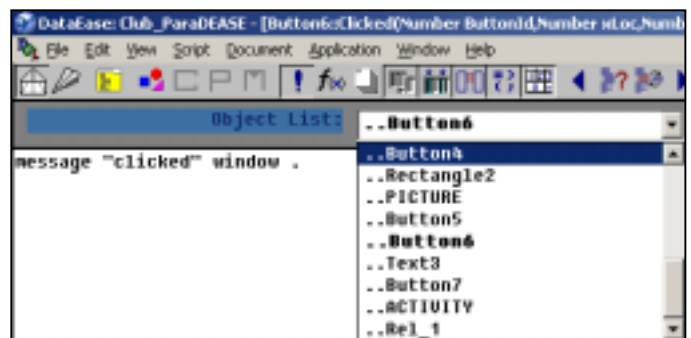 DataEase: Club_ParaDEASE - [Button6::Clicked(Number ButtonId,Number xLoc,Numb
File Edit View Script Document Application Window Help
Object List: ..Button6
message "clicked" window .
..Button4
..Rectangle2
..PICTURE
..Button5
..Button6
..Text3
..Button7
..ACTIVITY
..Rel_1